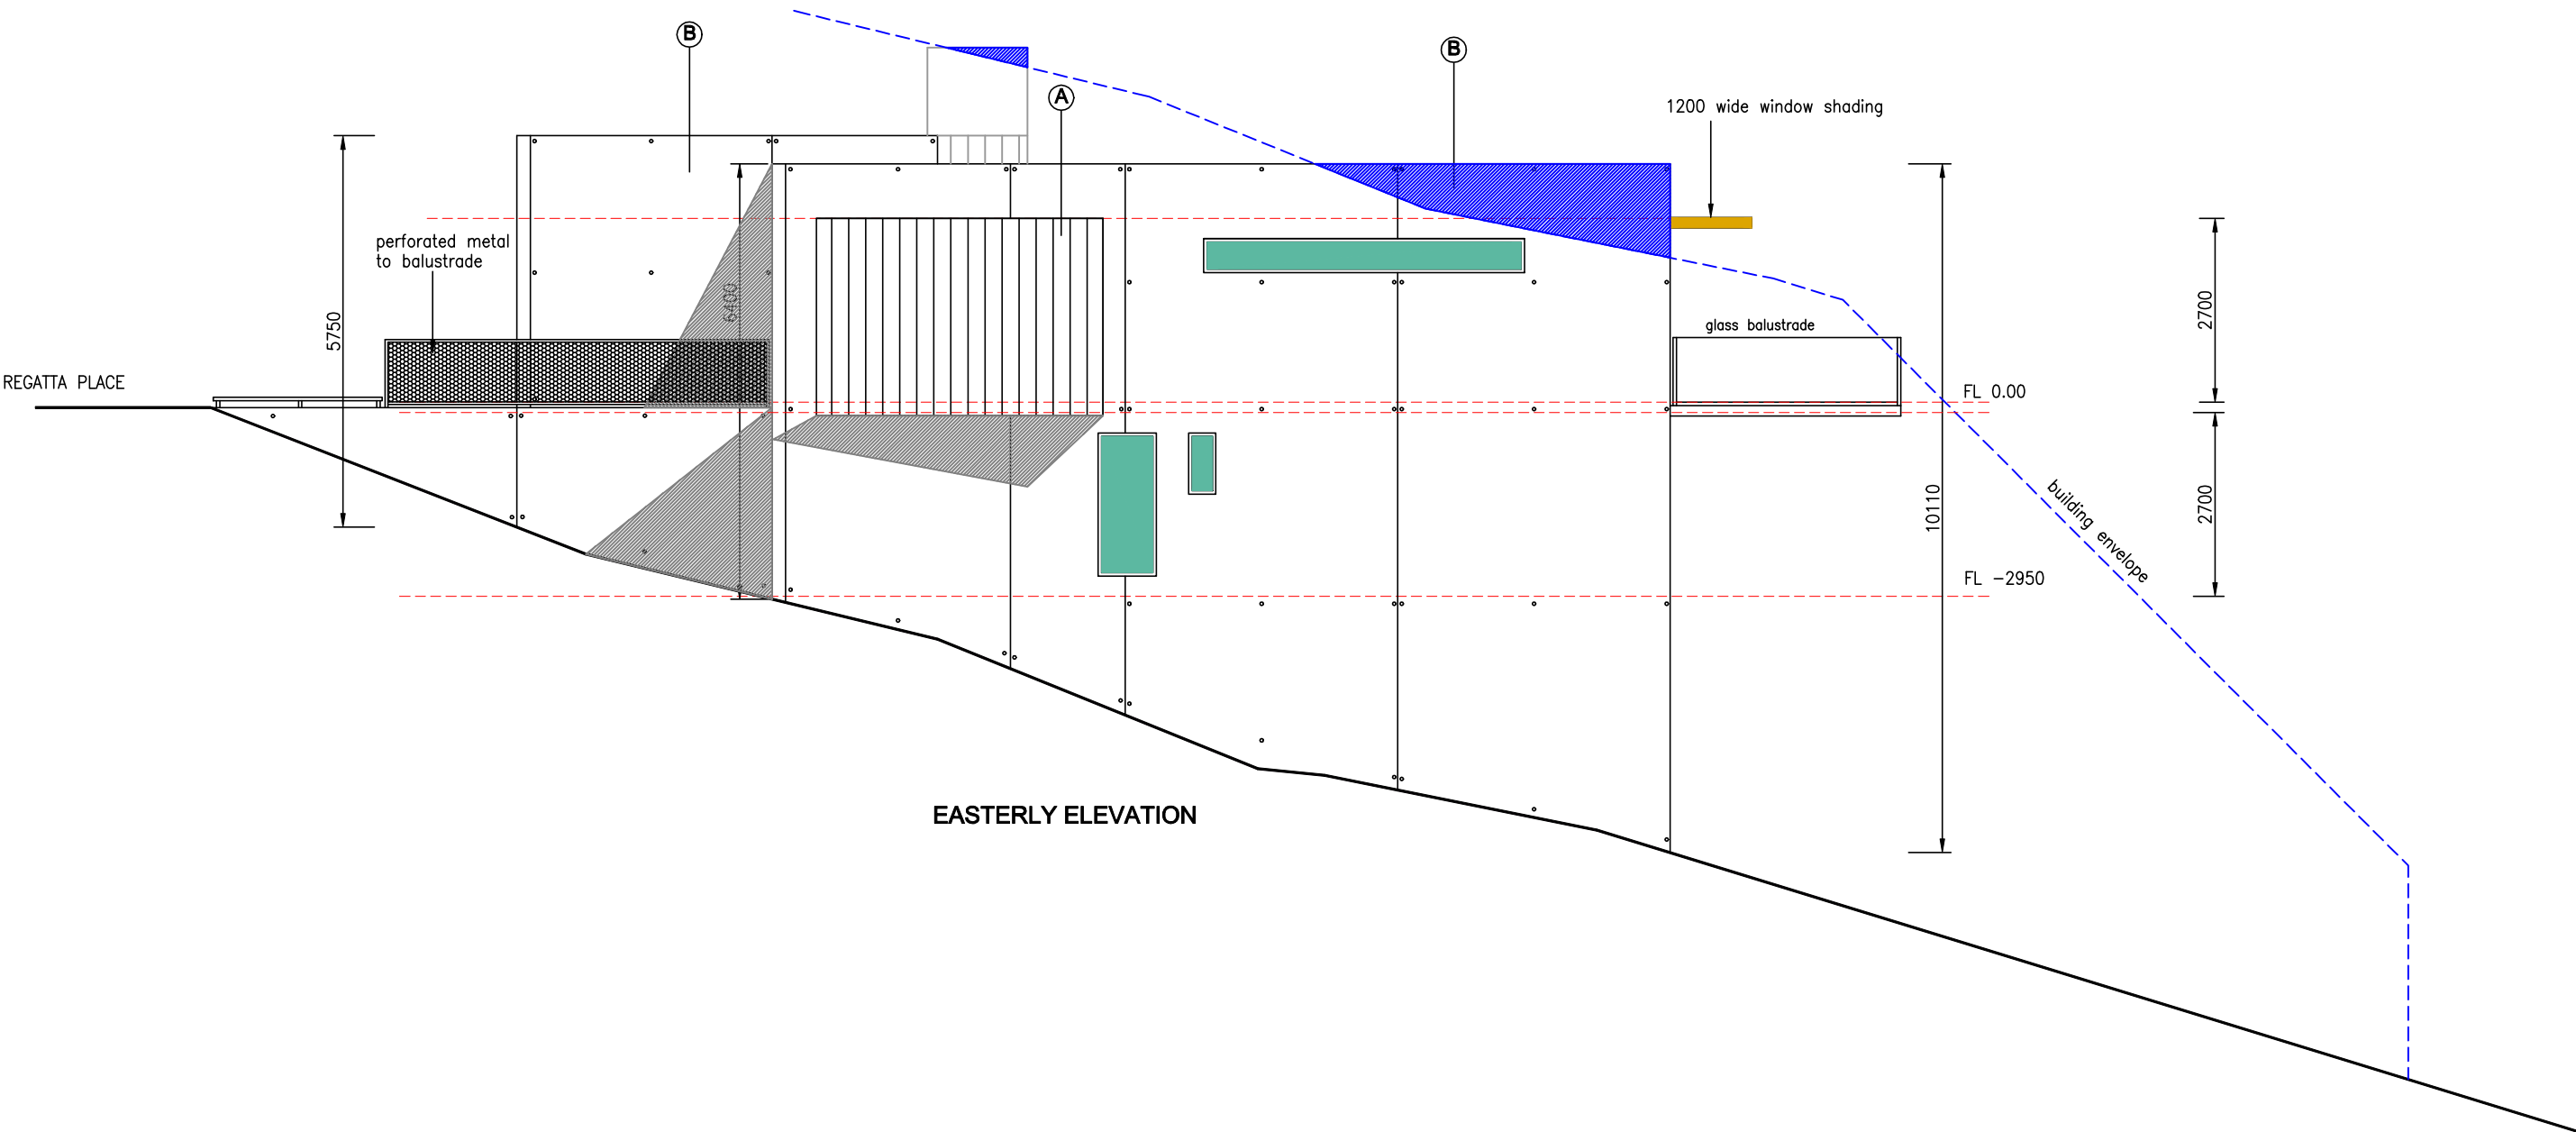 B
B
A
1200 wide window shading
perforated metal
to balustrade
6400
5750
2700
glass balustrade
REGATTA PLACE
FL 0.00
building envelope
10110
2700
FL -2950
EASTERLY ELEVATION